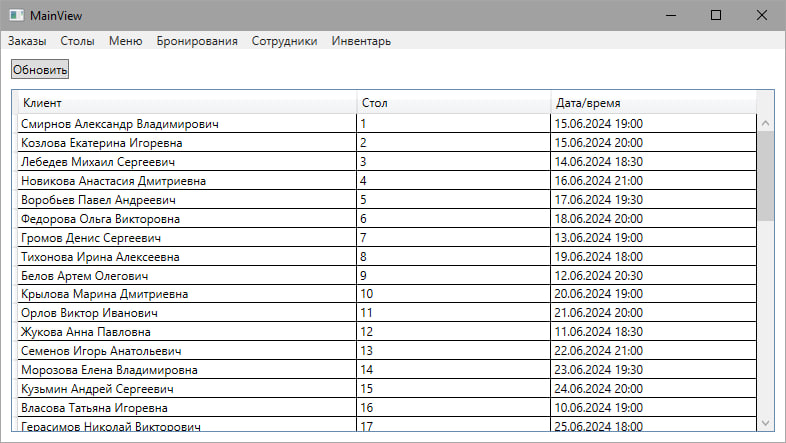 MainView
Заказы Столы Меню Бронирования Сотрудники Инвентарь
Обновить
Клиент Стол Дата/время
Смирнов Александр Владимирович 1 15.06.2024 19:00
Козлова Екатерина Игоревна 2 15.06.2024 20:00
Лебедев Михаил Сергеевич 3 14.06.2024 18:30
Новикова Анастасия Дмитриевна 4 16.06.2024 21:00
Воробьев Павел Андреевич 5 17.06.2024 19:30
Федорова Ольга Викторовна 6 18.06.2024 20:00
Громов Денис Сергеевич 7 13.06.2024 19:00
Тихонова Ирина Алексеевна 8 19.06.2024 18:00
Белов Артем Олегович 9 12.06.2024 20:30
Крылова Марина Дмитриевна 10 20.06.2024 19:00
Орлов Виктор Иванович 11 21.06.2024 20:00
Жукова Анна Павловна 12 11.06.2024 18:30
Семенов Игорь Анатольевич 13 22.06.2024 21:00
Морозова Елена Владимировна 14 23.06.2024 19:30
Кузьмин Андрей Сергеевич 15 24.06.2024 20:00
Власова Татьяна Игоревна 16 10.06.2024 19:00
Герасимов Николай Викторович 17 25.06.2024 18:00